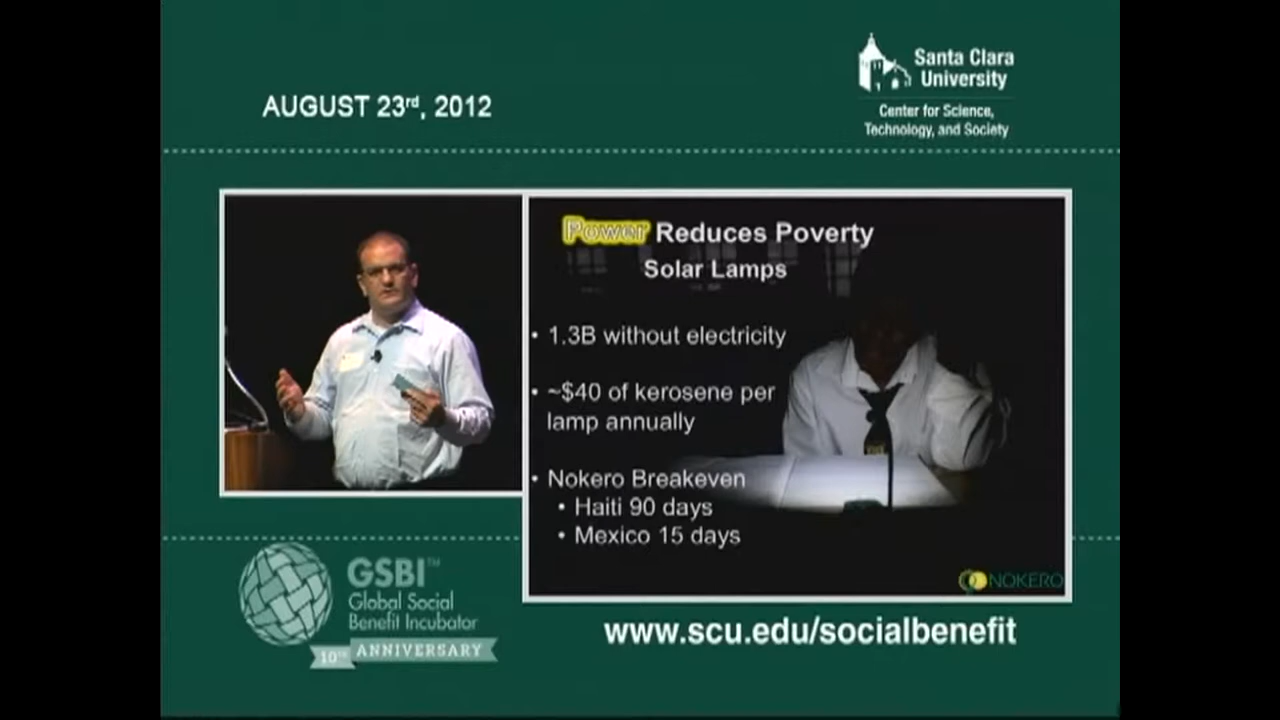 AUGUST 23rd, 2012
Santa Clara
University
Center for Science,
Technology, and Society
Power Reduces Poverty
Solar Lamps
• 1.3B without electricity
• ~$40 of kerosene per
lamp annually
• Nokero Breakeven
• Haiti 90 days
• Mexico 15 days
NOKERO
GSBI™
Global Social
Benefit Incubator
10TH ANNIVERSARY
www.scu.edu/socialbenefit